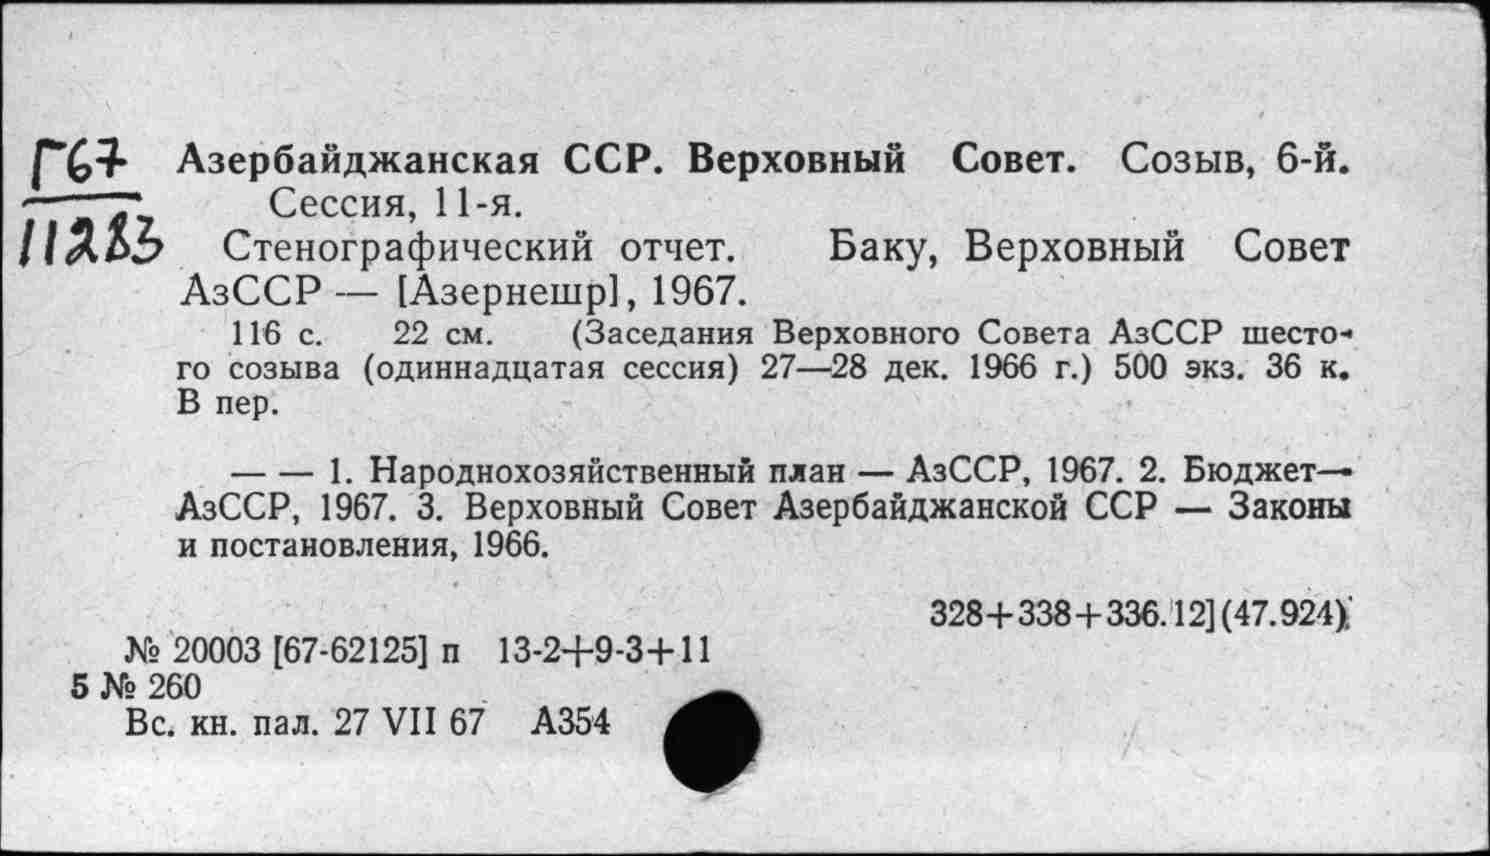 Г67
11283
Азербайджанская ССР. Верховный Совет. Созыв, 6-й.
Сессия, 11-я.
Стенографический отчет. Баку, Верховный Совет
АзССР — [Азернешр], 1967.
116 с. 22 см. (Заседания Верховного Совета АзССР шесто-
го созыва (одиннадцатая сессия) 27—28 дек. 1966 г.) 500 экз. 36 к.
В пер.
— — 1. Народнохозяйственный план — АзССР, 1967. 2. Бюджет—
АзССР, 1967. 3. Верховный Совет Азербайджанской ССР — Законы
и постановления, 1966.
328+338+336.12](47.924)
№ 20003 [67-62125] п 13-2+9-3+11
5 № 260
Вс. кн. пал. 27 VII 67 А354